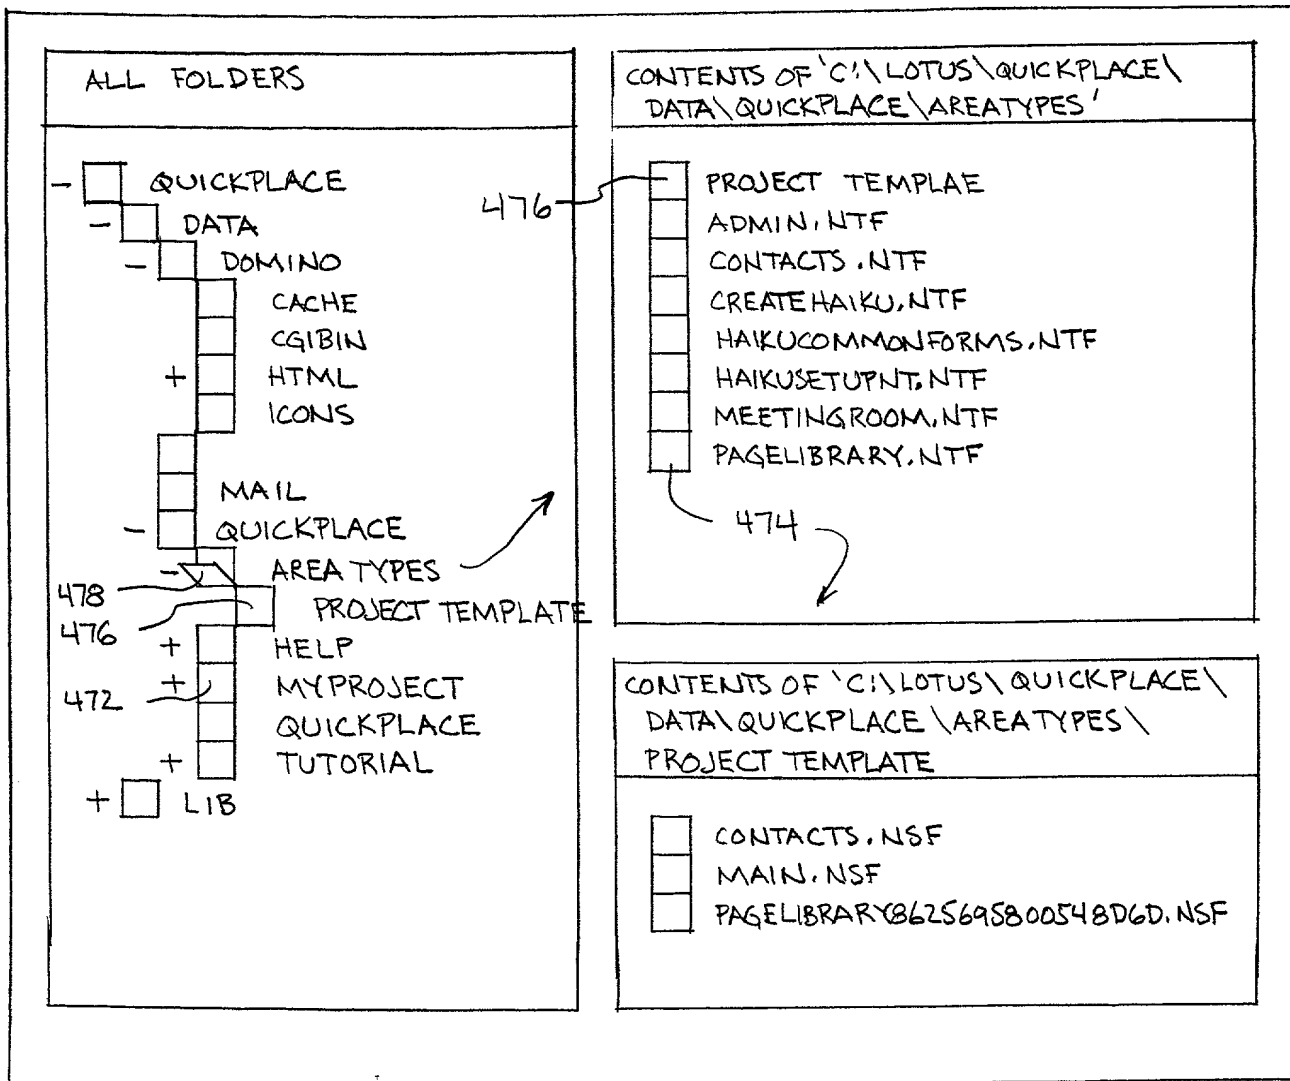 ALL FOLDERS
- QUICKPLACE
- DATA
- DOMINO
CACHE
CGIBIN
+ HTML
ICONS
MAIL
- QUICKPLACE
- AREA TYPES
478
PROJECT TEMPLATE
476
+ HELP
+ MYPROJECT
472
QUICKPLACE
+ TUTORIAL
+ LIB
CONTENTS OF 'C:\LOTUS\QUICKPLACE\
DATA\QUICKPLACE\AREATYPES'
476
PROJECT TEMPLAE
ADMIN.NTF
CONTACTS.NTF
CREATEHAIKU.NTF
HAIKUCOMMONFORMS.NTF
HAIKUSETUPNT.NTF
MEETINGROOM.NTF
PAGELIBRARY.NTF
474
CONTENTS OF 'C:\LOTUS\QUICKPLACE\
DATA\QUICKPLACE\AREATYPES\
PROJECT TEMPLATE
CONTACTS.NSF
MAIN.NSF
PAGELIBRARY8625695800548D6D.NSF